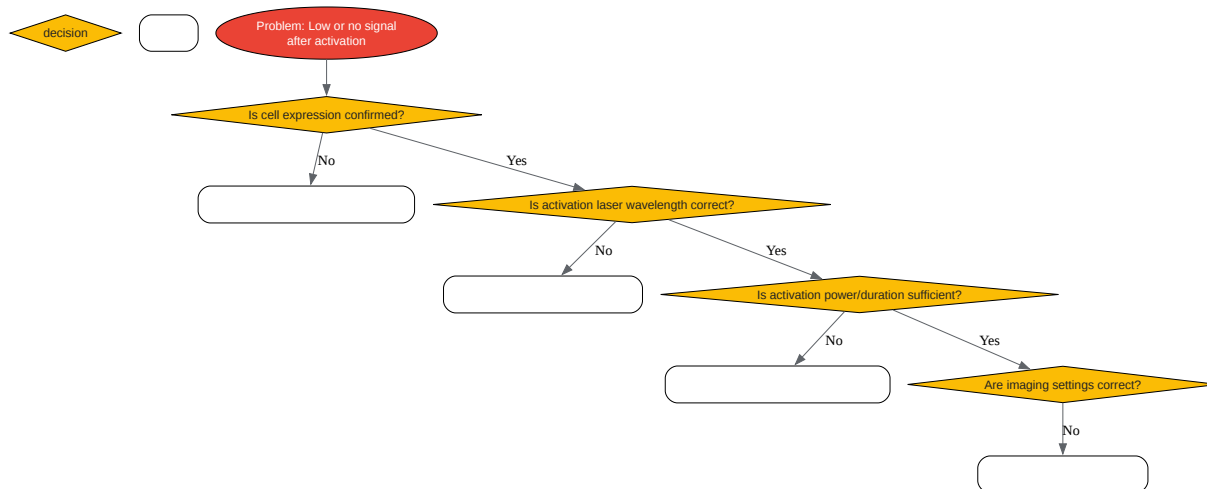 decision
Problem: Low or no signal
after activation
Is cell expression confirmed?
No
Yes
Is activation laser wavelength correct?
No
Yes
Is activation power/duration sufficient?
No
Yes
Are imaging settings correct?
No